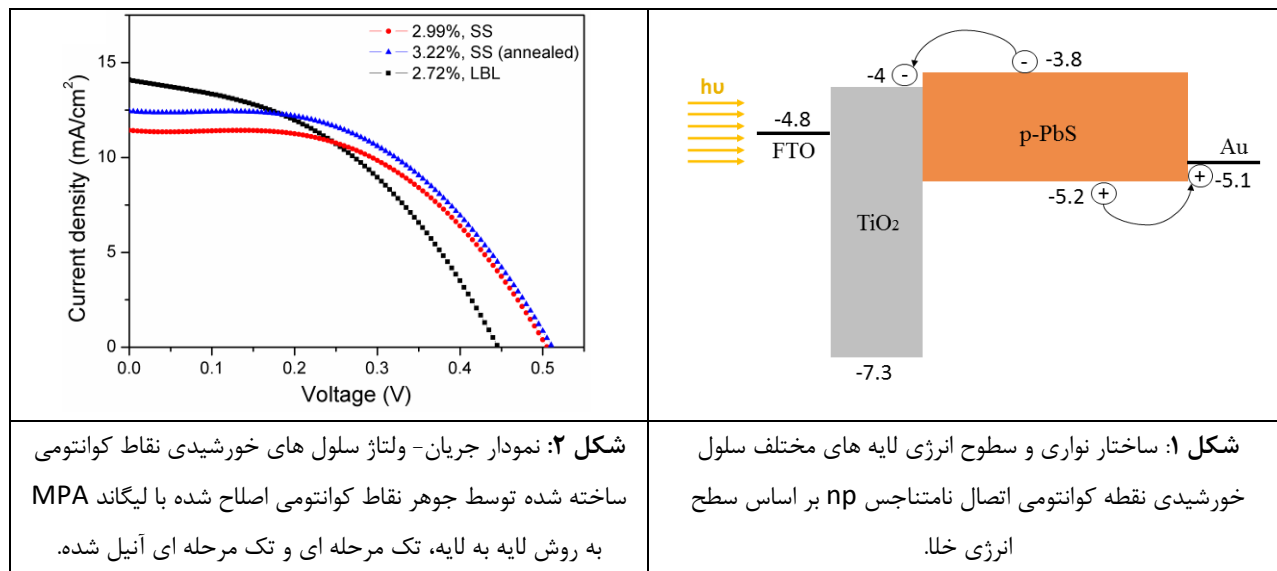 2.99%, SS
3.22%, SS (annealed)
2.72%, LBL
Current density (mA/cm²)
15
10
5
0
0.0 0.1 0.2 0.3 0.4 0.5
Voltage (V)
hυ
-4.8
FTO
-4
-
-
-3.8
p-PbS
TiO₂
-7.3
Au
+
-5.1
-5.2
+
شکل ۱: ساختار نواری و سطوح انرژی لایه های مختلف سلول
خورشیدی نقطه کوانتومی اتصال نامتناجس np بر اساس سطح
انرژی خلا.
شکل ۲: نمودار جریان- ولتاژ سلول های خورشیدی نقاط کوانتومی
ساخته شده توسط جوهر نقاط کوانتومی اصلاح شده با لیگاند MPA
به روش لایه به لایه، تک مرحله ای و تک مرحله ای آنیل شده.